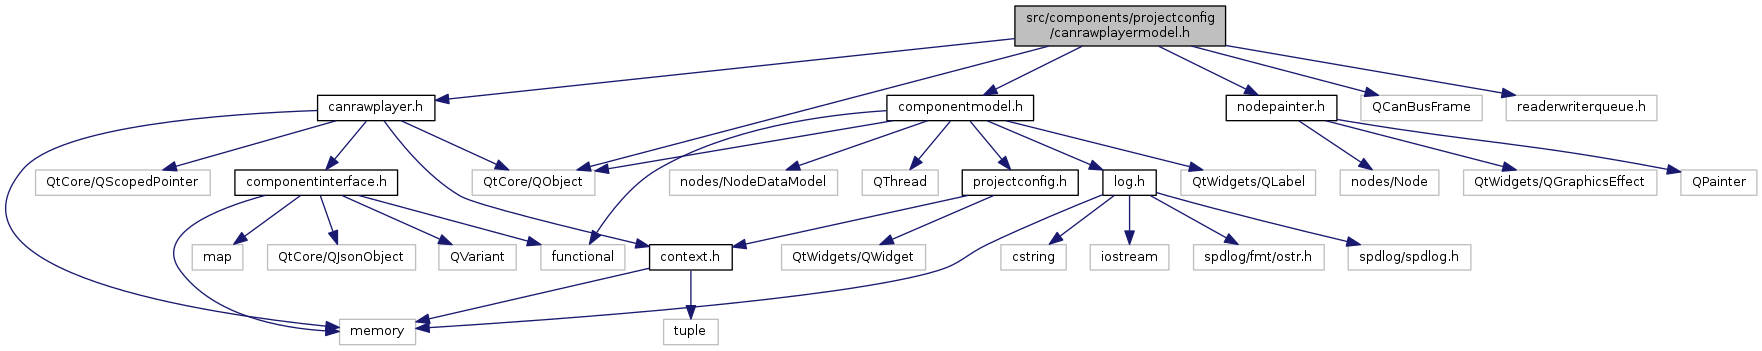 src/components/projectconfig
/canrawplayermodel.h
canrawplayer.h
componentmodel.h
nodepainter.h
QCanBusFrame
readerwriterqueue.h
QtCore/QScopedPointer
componentinterface.h
QtCore/QObject
nodes/NodeDataModel
QThread
projectconfig.h
log.h
QtWidgets/QLabel
nodes/Node
QtWidgets/QGraphicsEffect
QPainter
map
QtCore/QJsonObject
QVariant
functional
context.h
QtWidgets/QWidget
cstring
iostream
spdlog/fmt/ostr.h
spdlog/spdlog.h
memory
tuple